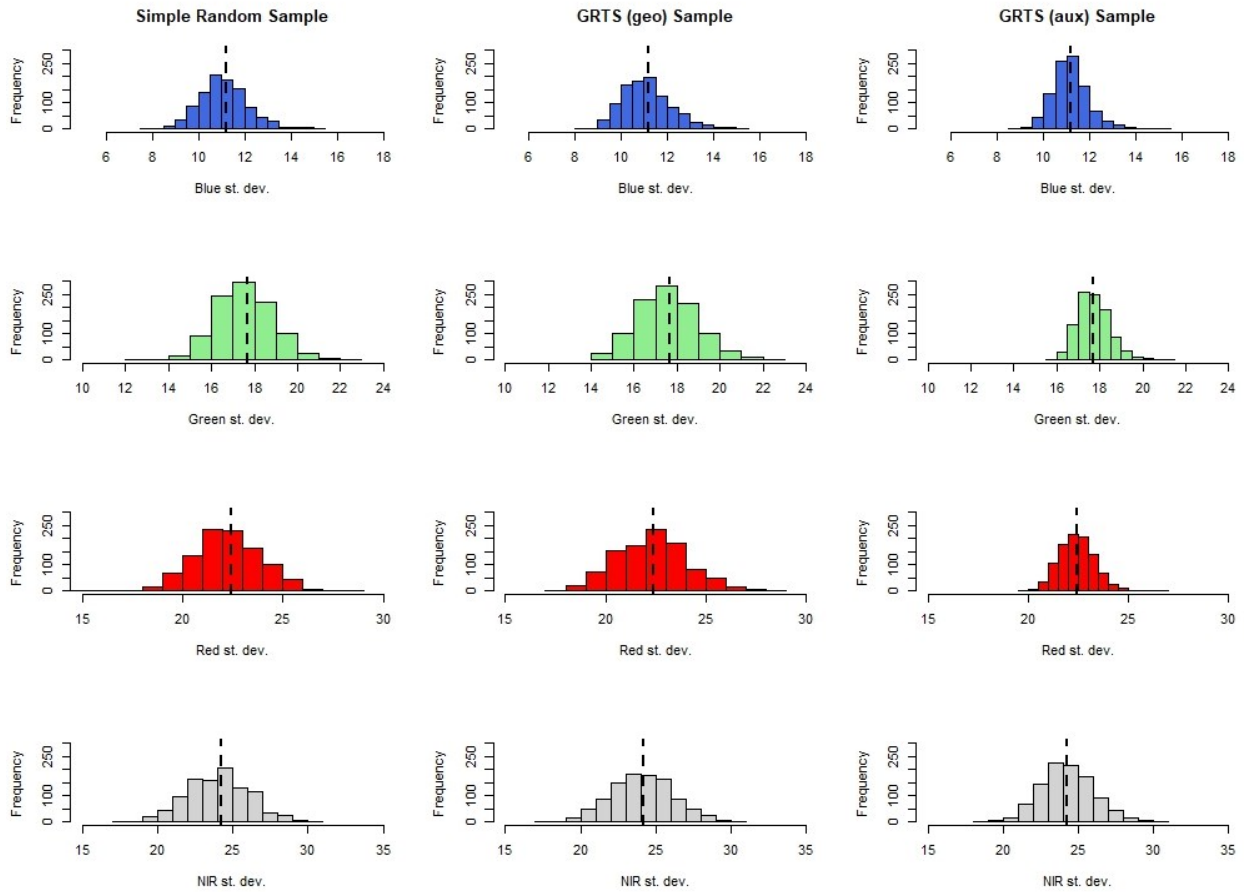 Simple Random Sample GRTS (geo) Sample GRTS (aux) Sample
Frequency 0 100 250 Frequency 0 100 250 Frequency 0 100 250
6 8 10 12 14 16 18 6 8 10 12 14 16 18 6 8 10 12 14 16 18
Blue st. dev. Blue st. dev. Blue st. dev.
Frequency 0 100 250 Frequency 0 100 250 Frequency 0 100 250
10 12 14 16 18 20 22 24 10 12 14 16 18 20 22 24 10 12 14 16 18 20 22 24
Green st. dev. Green st. dev. Green st. dev.
Frequency 0 100 250 Frequency 0 100 250 Frequency 0 100 250
15 20 25 30 15 20 25 30 15 20 25 30
Red st. dev. Red st. dev. Red st. dev.
Frequency 0 100 250 Frequency 0 100 250 Frequency 0 100 250
15 20 25 30 35 15 20 25 30 35 15 20 25 30 35
NIR st. dev. NIR st. dev. NIR st. dev.